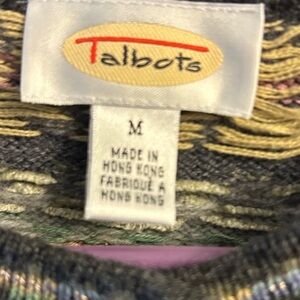 Talbots
M
MADE IN
HONG KONG
FABRIQUÉ A
HONG KONG